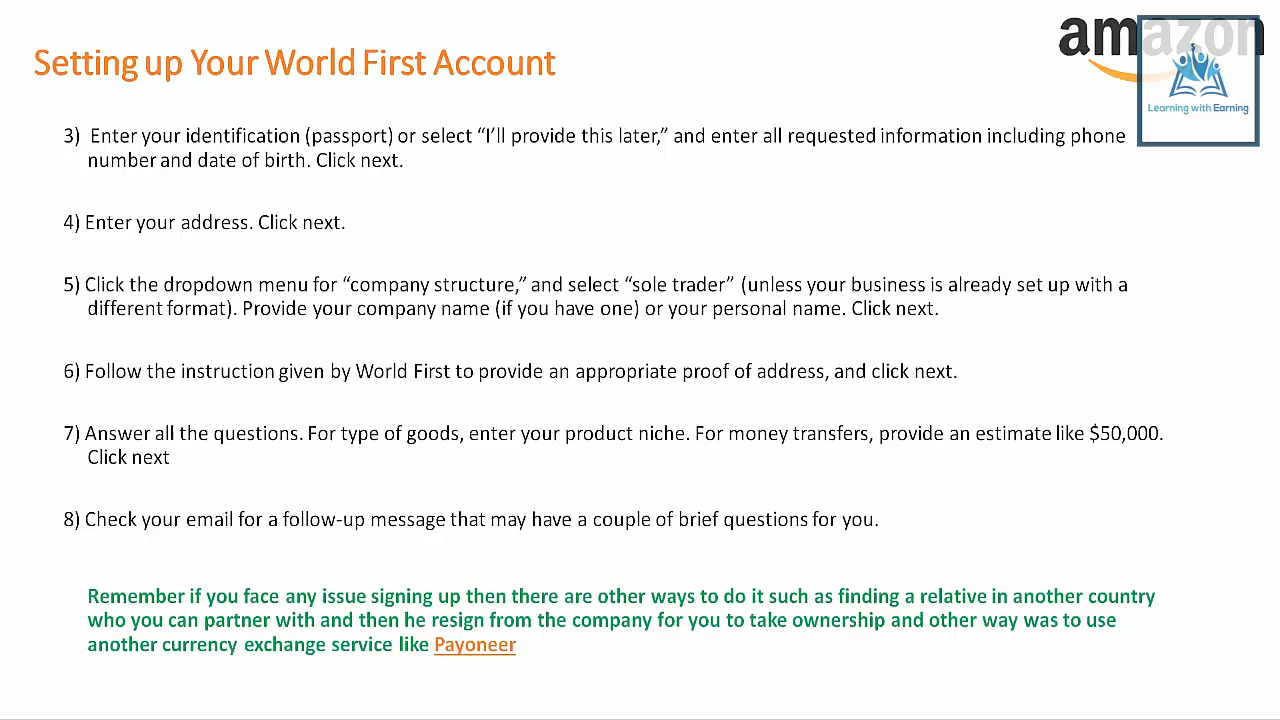 amazon
Learning with Earning
Setting up Your World First Account
3) Enter your identification (passport) or select “I’ll provide this later,” and enter all requested information including phone
number and date of birth. Click next.
4) Enter your address. Click next.
5) Click the dropdown menu for “company structure,” and select “sole trader” (unless your business is already set up with a
different format). Provide your company name (if you have one) or your personal name. Click next.
6) Follow the instruction given by World First to provide an appropriate proof of address, and click next.
7) Answer all the questions. For type of goods, enter your product niche. For money transfers, provide an estimate like $50,000.
Click next
8) Check your email for a follow-up message that may have a couple of brief questions for you.
Remember if you face any issue signing up then there are other ways to do it such as finding a relative in another country
who you can partner with and then he resign from the company for you to take ownership and other way was to use
another currency exchange service like Payoneer